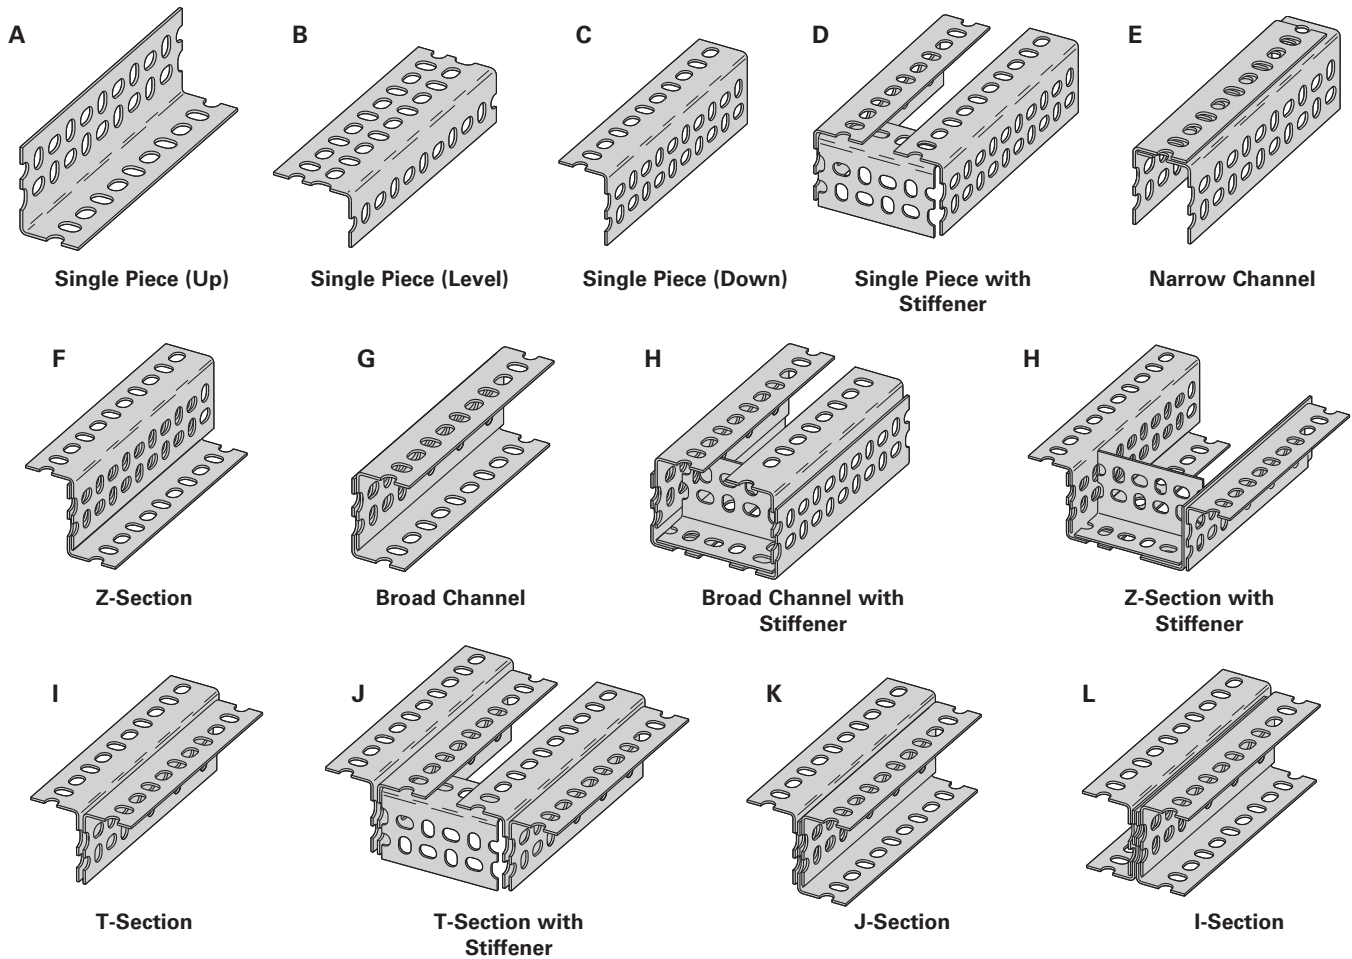 A
B
C
D
E
Single Piece (Up)
Single Piece (Level)
Single Piece (Down)
Single Piece with
Stiffener
Narrow Channel
F
G
H
H
Z-Section
Broad Channel
Broad Channel with
Stiffener
Z-Section with
Stiffener
I
J
K
L
T-Section
T-Section with
Stiffener
J-Section
I-Section